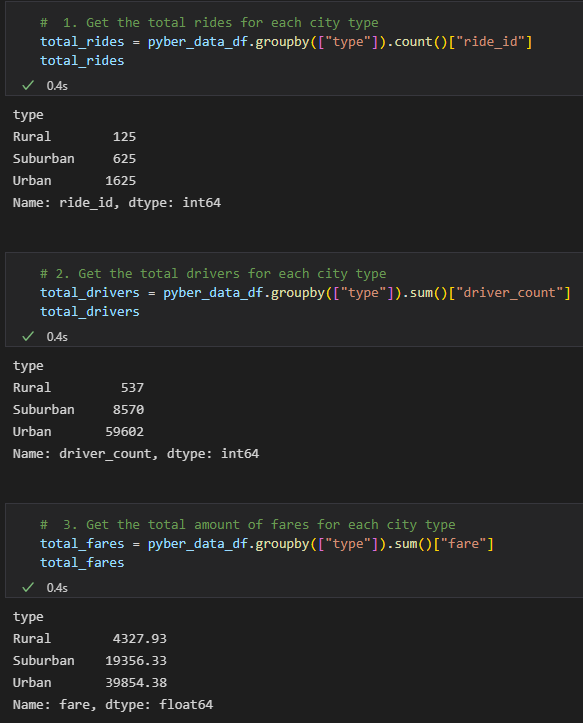 #  1. Get the total rides for each city type
total_rides = pyber_data_df.groupby(["type"]).count()["ride_id"]
total_rides
0.4s
type
Rural        125
Suburban     625
Urban       1625
Name: ride_id, dtype: int64
# 2. Get the total drivers for each city type
total_drivers = pyber_data_df.groupby(["type"]).sum()["driver_count"]
total_drivers
0.4s
type
Rural         537
Suburban     8570
Urban       59602
Name: driver_count, dtype: int64
#  3. Get the total amount of fares for each city type
total_fares = pyber_data_df.groupby(["type"]).sum()["fare"]
total_fares
0.4s
type
Rural        4327.93
Suburban    19356.33
Urban       39854.38
Name: fare, dtype: float64